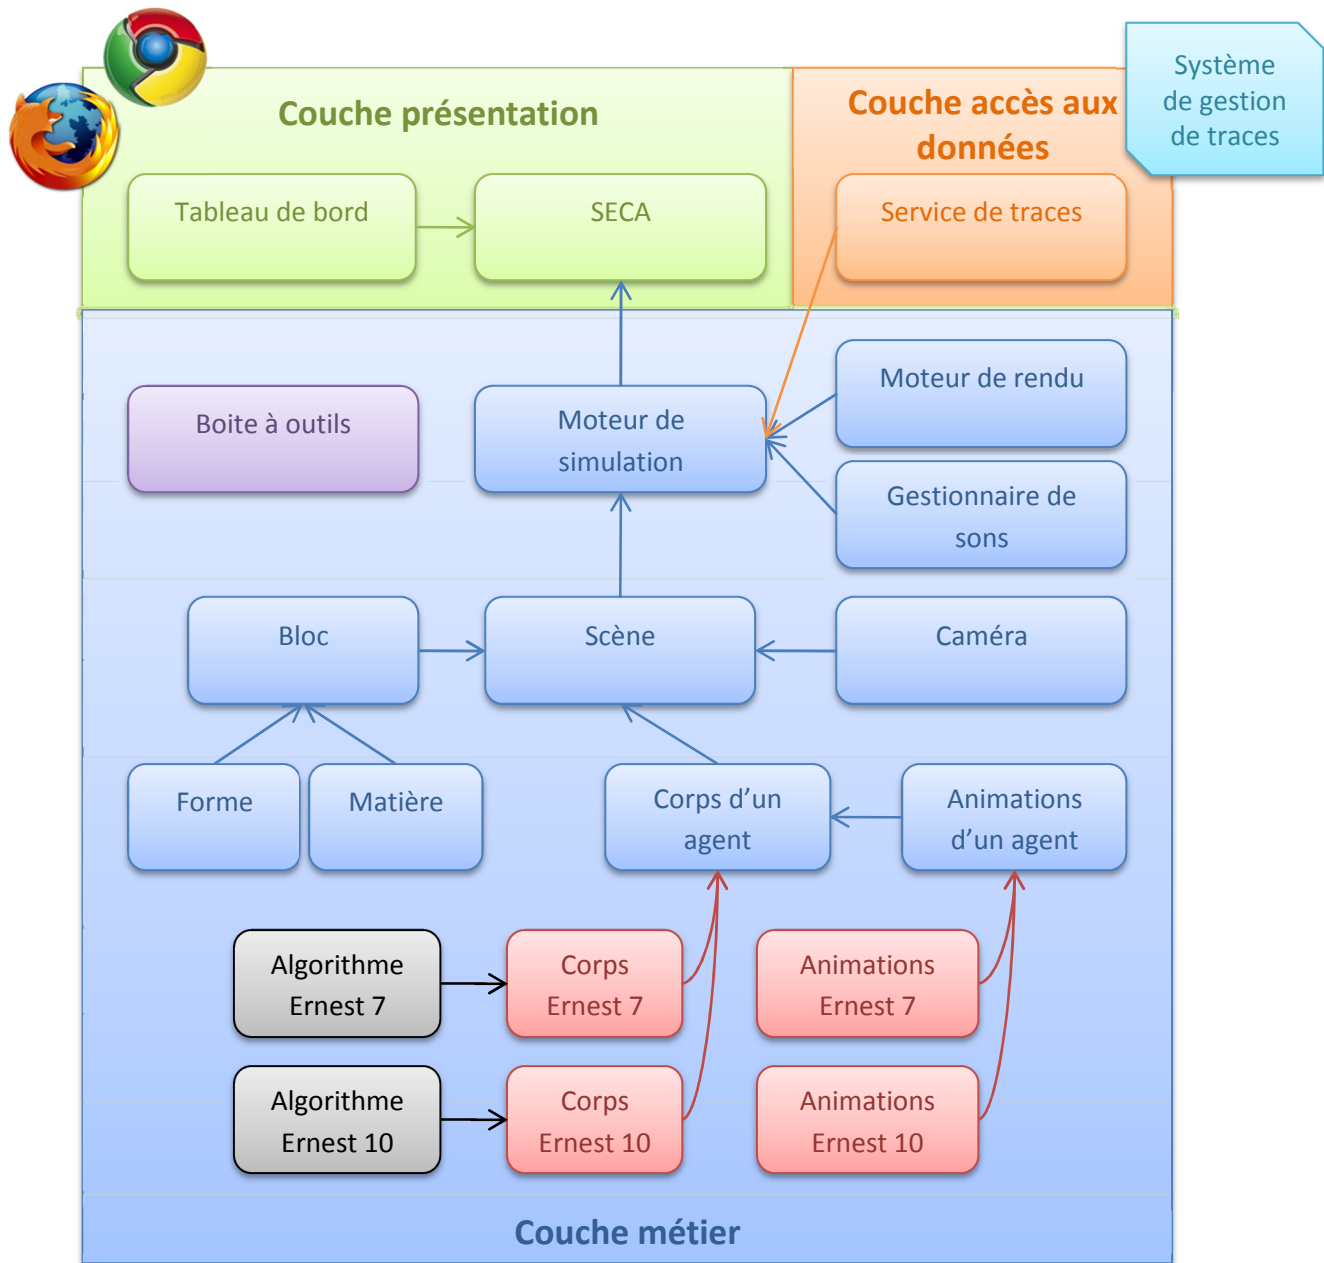 Couche présentation
Couche accès aux
données
Système
de gestion
de traces
Tableau de bord
SECA
Service de traces
Boite à outils
Moteur de
simulation
Moteur de rendu
Gestionnaire de
sons
Bloc
Scène
Caméra
Forme
Matière
Corps d’un
agent
Animations
d’un agent
Algorithme
Ernest 7
Corps
Ernest 7
Animations
Ernest 7
Algorithme
Ernest 10
Corps
Ernest 10
Animations
Ernest 10
Couche métier